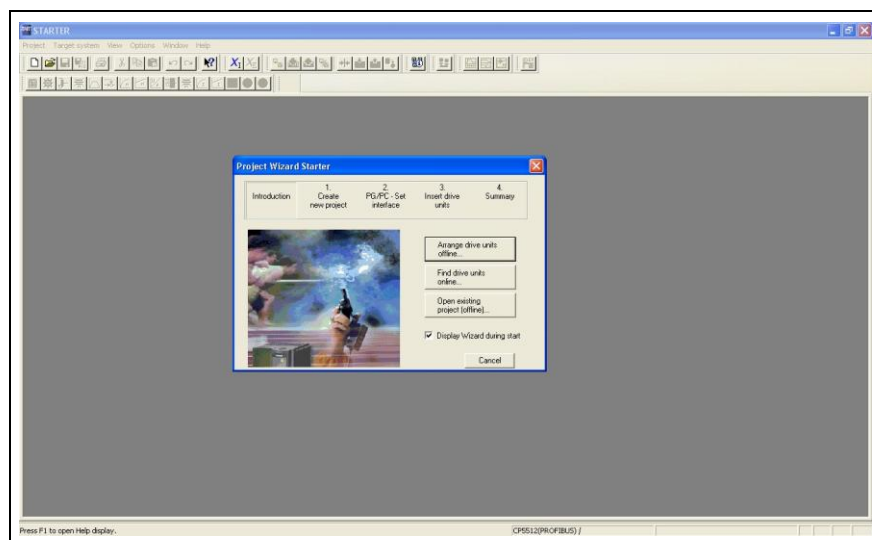 STARTER
Project Target system View Options Window Help
Project Wizard Starter
Introduction
1.
Create
new project
2.
PG/PC - Set
interface
3.
Insert drive
units
4.
Summary
Arrange drive units
offline...
Find drive units
online...
Open existing
project (offline)...
Display Wizard during start
Cancel
Press F1 to open Help display.
CP5512(PROFIBUS) /